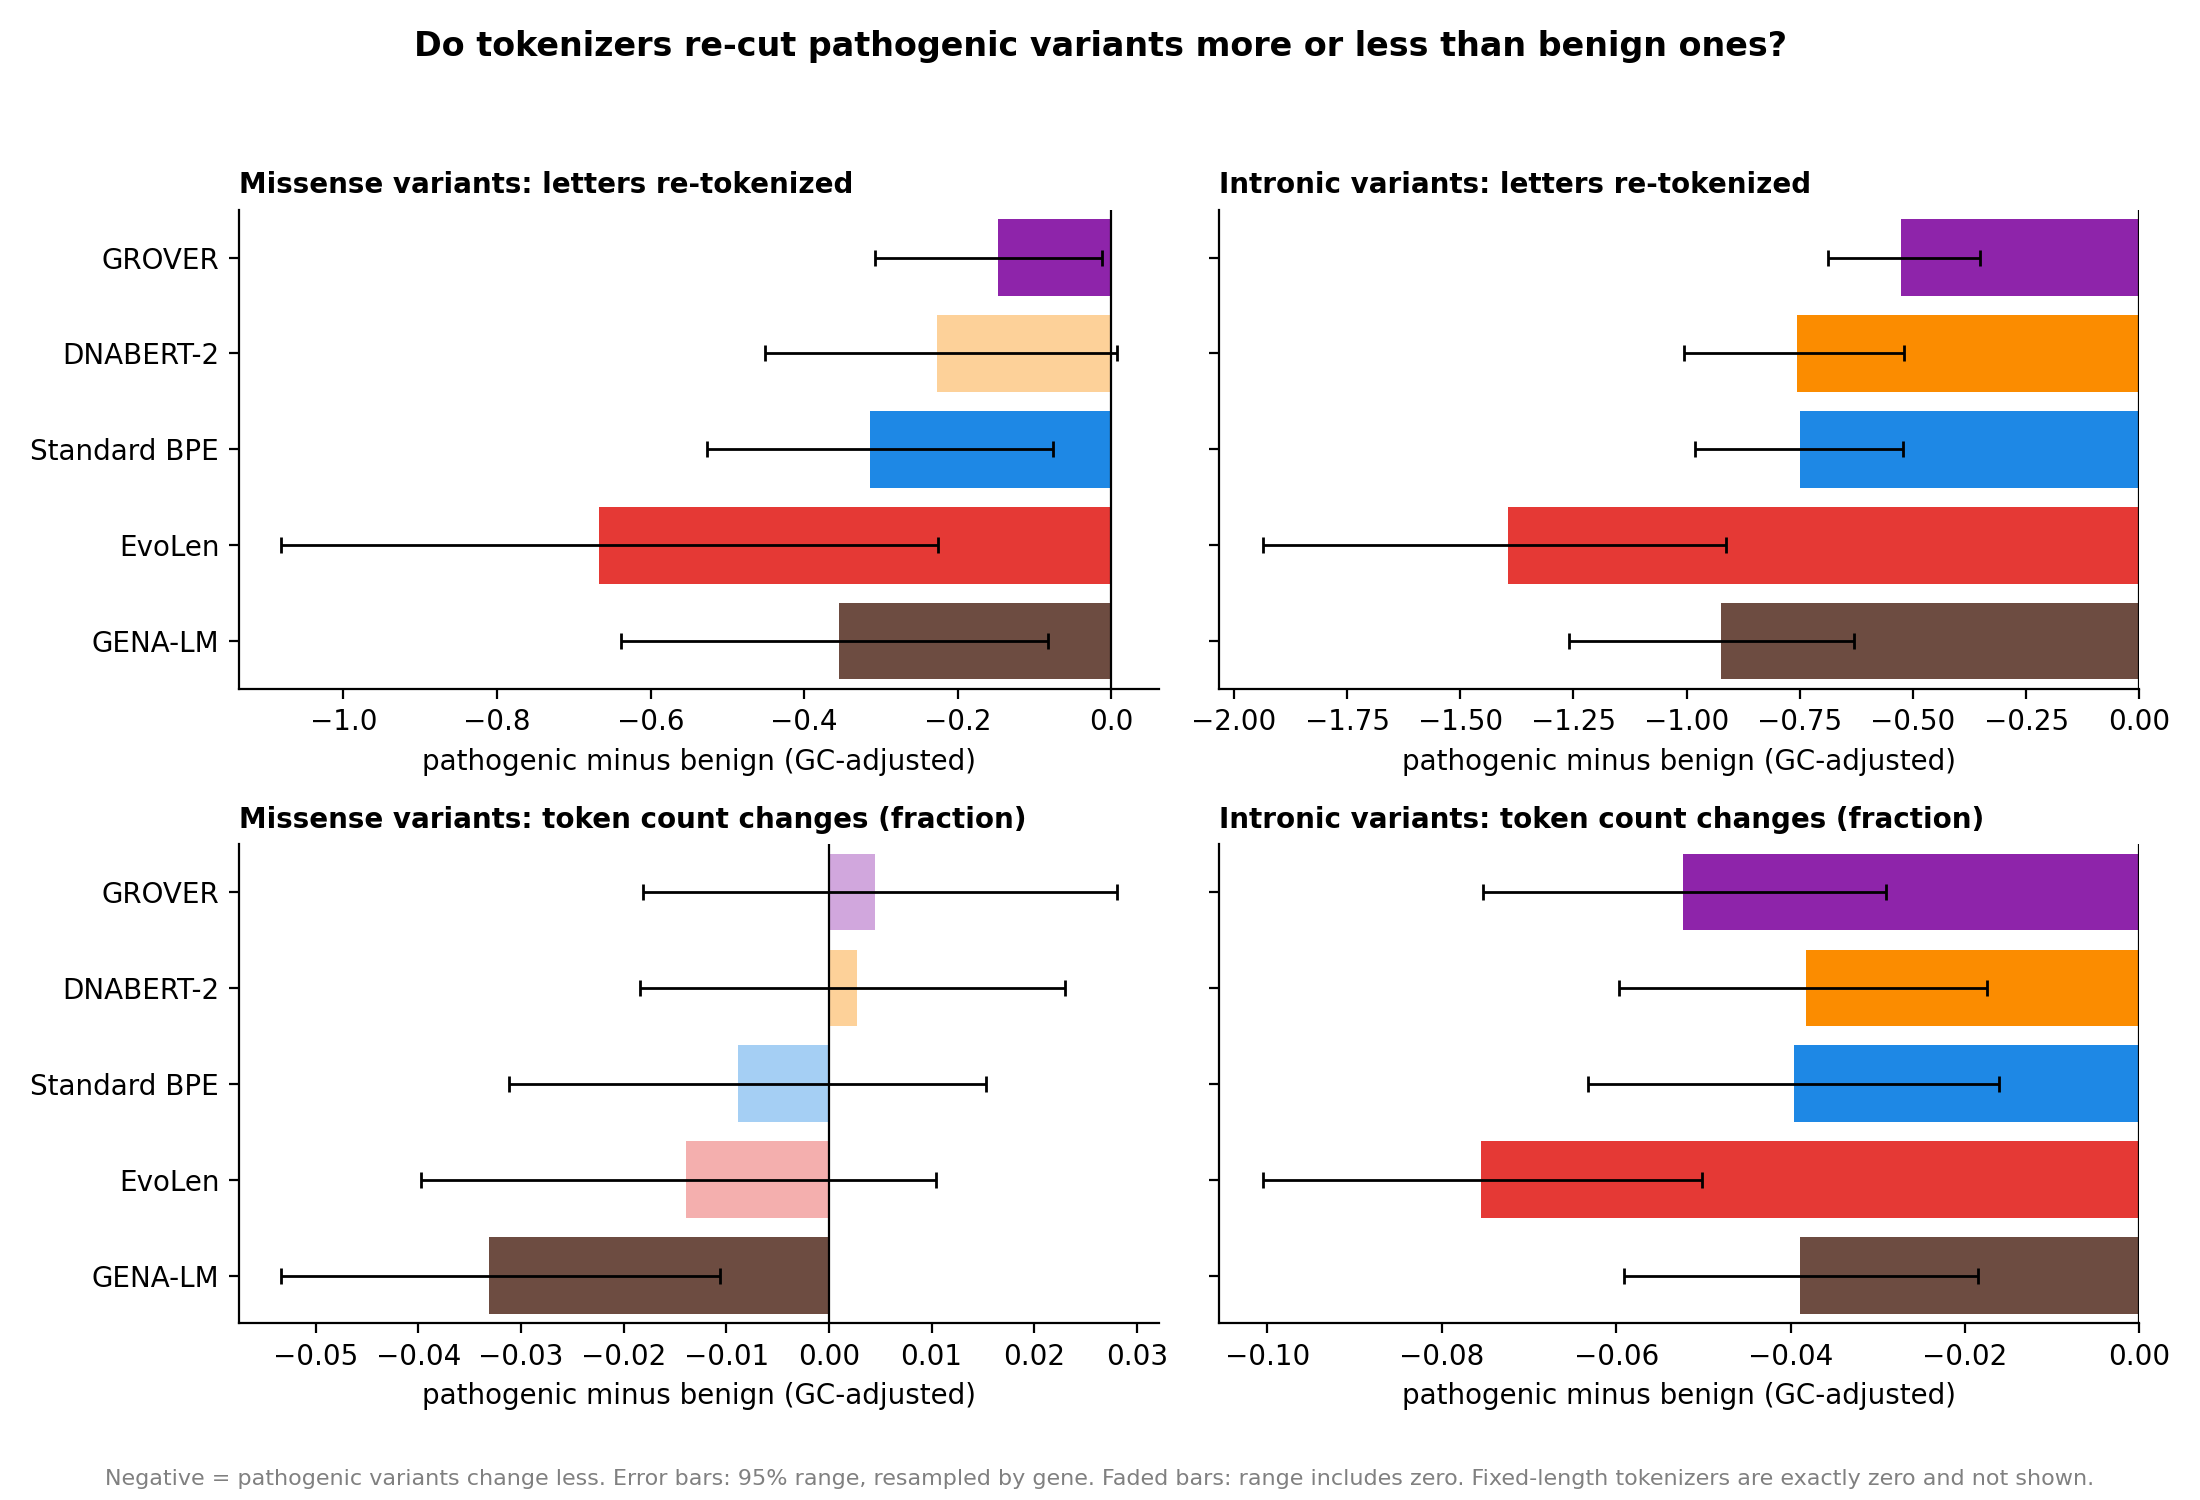 Do tokenizers re-cut pathogenic variants more or less than benign ones?
Missense variants: letters re-tokenized
GROVER
DNABERT-2
Standard BPE
EvoLen
GENA-LM
−1.0 −0.8 −0.6 −0.4 −0.2 0.0
pathogenic minus benign (GC-adjusted)
Intronic variants: letters re-tokenized
−2.00 −1.75 −1.50 −1.25 −1.00 −0.75 −0.50 −0.25 0.00
pathogenic minus benign (GC-adjusted)
Missense variants: token count changes (fraction)
GROVER
DNABERT-2
Standard BPE
EvoLen
GENA-LM
−0.05 −0.04 −0.03 −0.02 −0.01 0.00 0.01 0.02 0.03
pathogenic minus benign (GC-adjusted)
Intronic variants: token count changes (fraction)
−0.10 −0.08 −0.06 −0.04 −0.02 0.00
pathogenic minus benign (GC-adjusted)
Negative = pathogenic variants change less. Error bars: 95% range, resampled by gene. Faded bars: range includes zero. Fixed-length tokenizers are exactly zero and not shown.